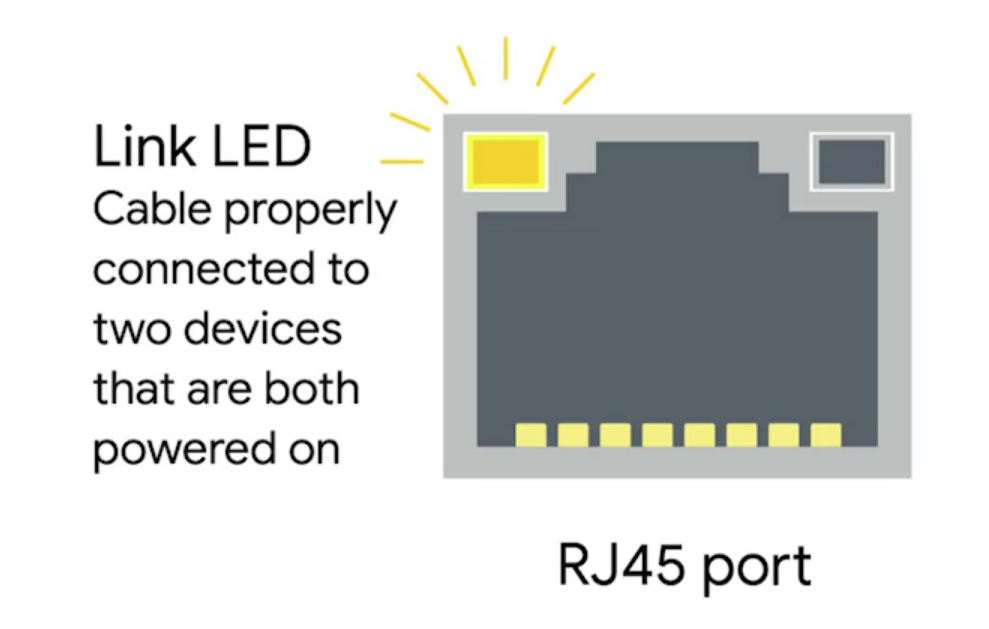 Link LED
Cable properly
connected to
two devices
that are both
powered on
RJ45 port